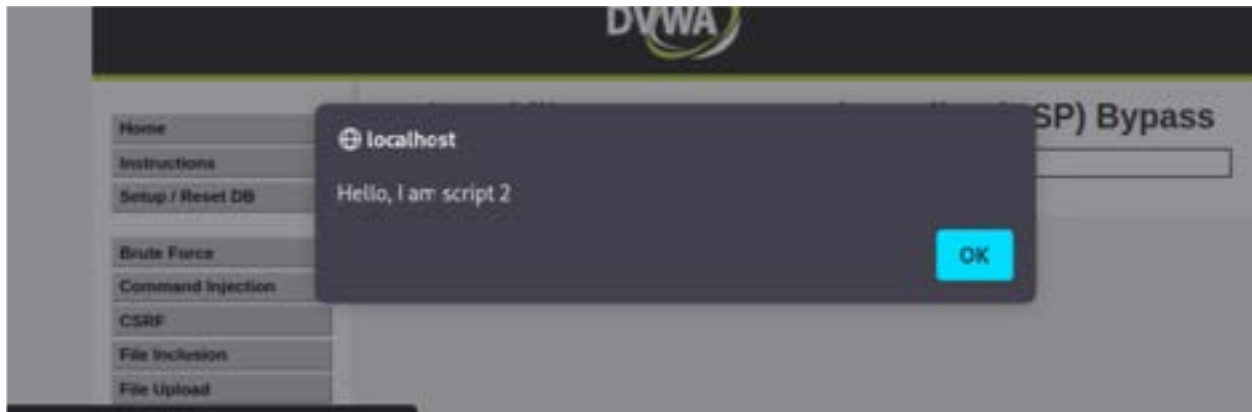 DVWA
SP) Bypass
Home
Instructions
Setup / Reset DB
Brute Force
Command Injection
CSRF
File Inclusion
File Upload
localhost
Hello, I am script 2
OK